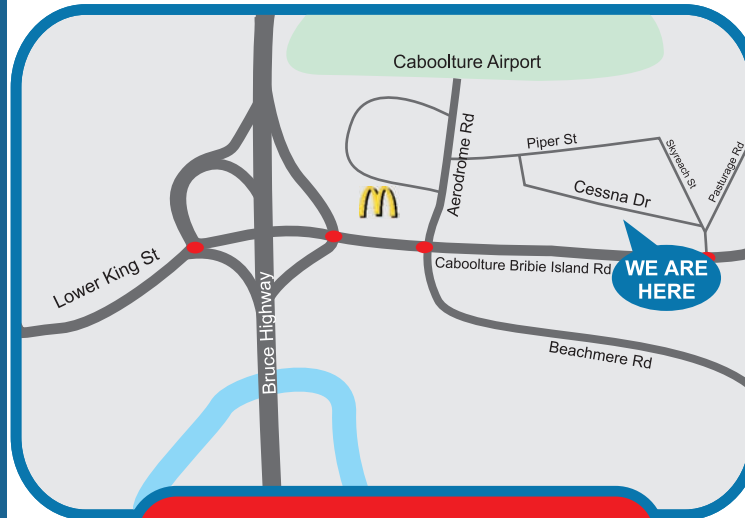 Caboolture Airport
Aerodrome Rd
Piper St
Skyreach St
Pasturage Rd
Cessna Dr
Lower King St
Caboolture Bribie Island Rd
WE ARE
HERE
Bruce Highway
Beachmere Rd